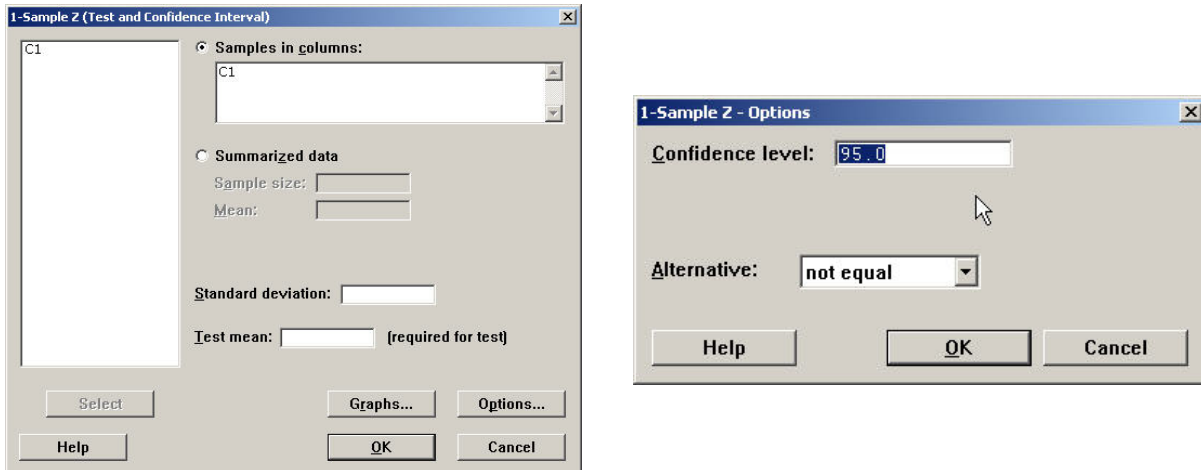 1-Sample Z (Test and Confidence Interval)
C1
Samples in columns:
C1
Summarized data
Sample size:
Mean:
Standard deviation:
Test mean: (required for test)
Select
Graphs...
Options...
Help
OK
Cancel
1-Sample Z - Options
Confidence level: 95.0
Alternative: not equal
Help
OK
Cancel